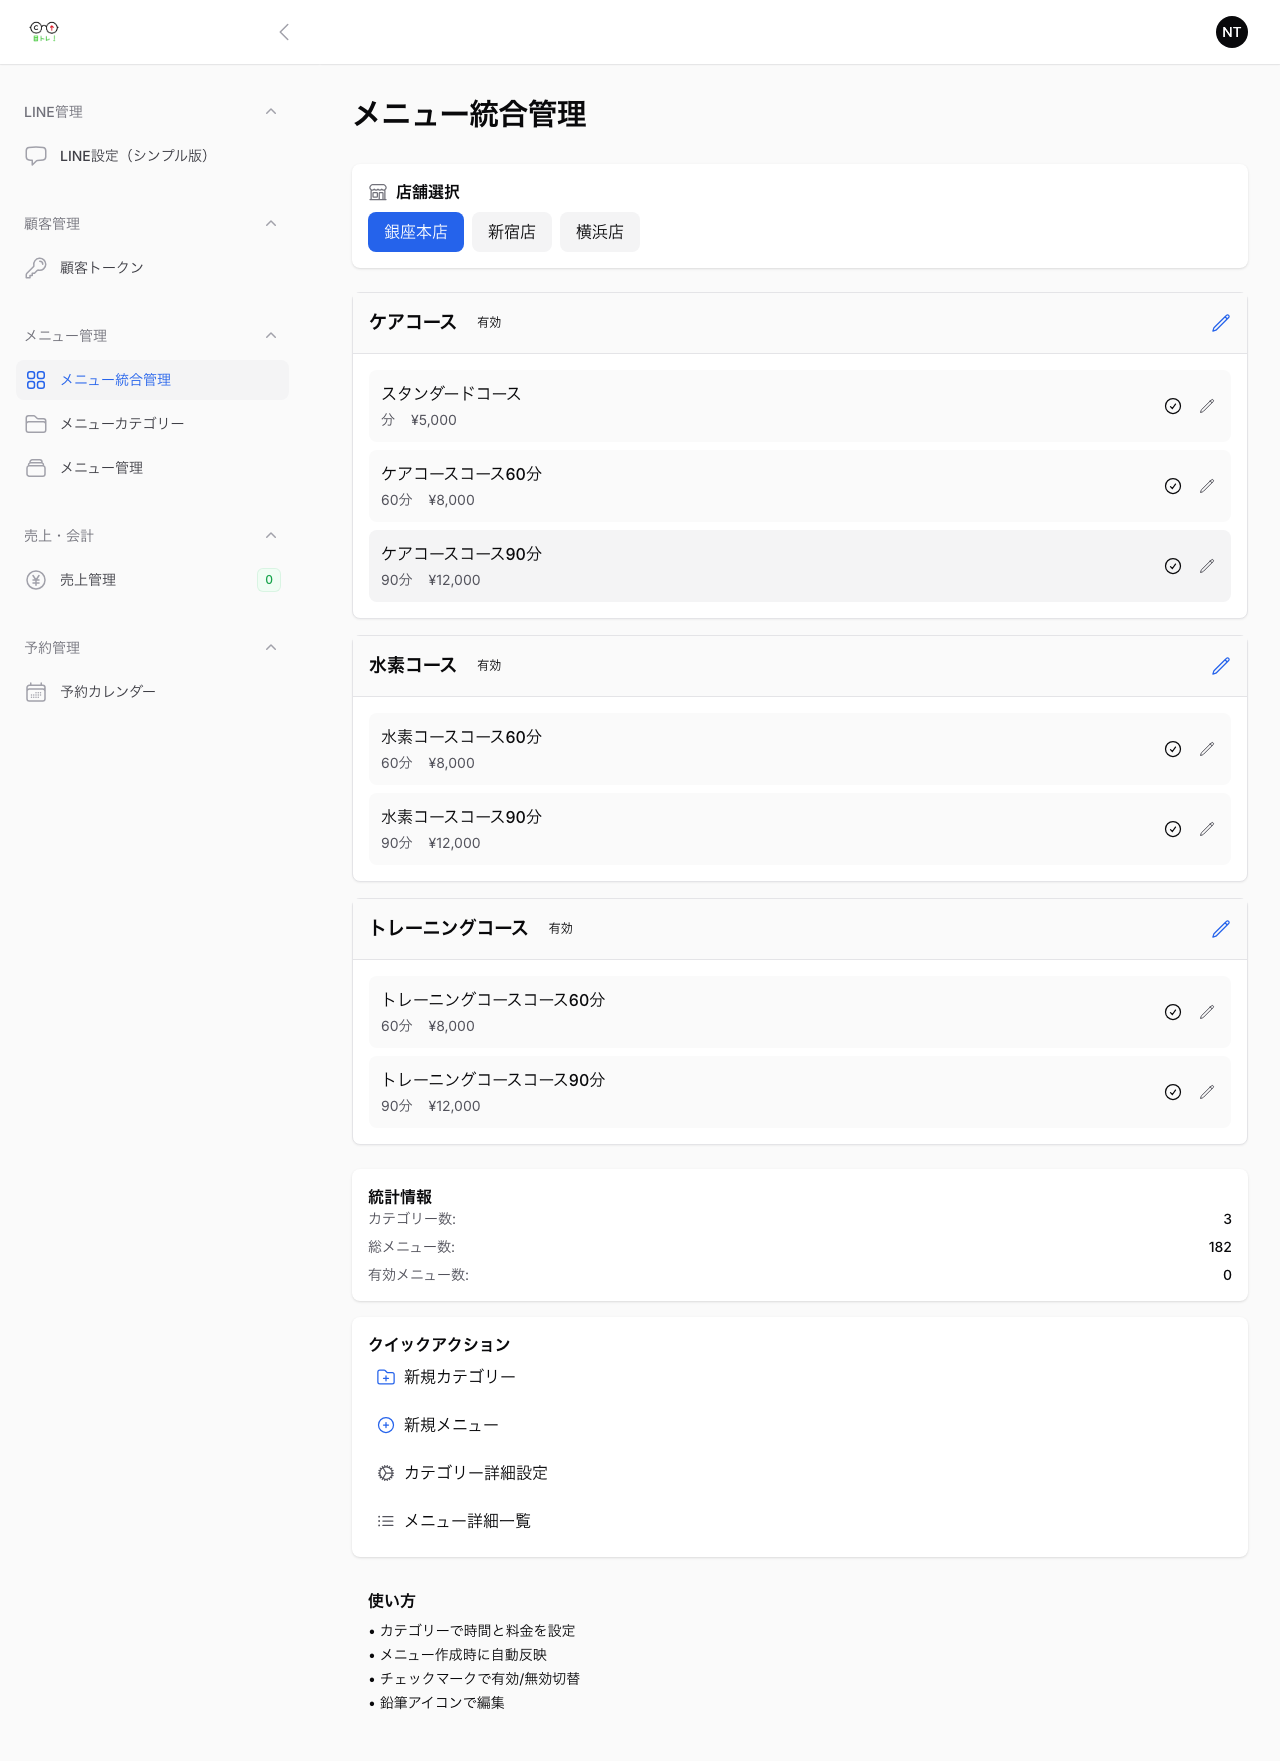 NT
LINE管理
LINE設定（シンプル版）
顧客管理
顧客トークン
メニュー管理
メニュー統合管理
メニューカテゴリー
メニュー管理
売上・会計
売上管理 0
予約管理
予約カレンダー
メニュー統合管理
店舗選択
銀座本店 新宿店 横浜店
ケアコース 有効
スタンダードコース
分 ¥5,000
ケアコースコース60分
60分 ¥8,000
ケアコースコース90分
90分 ¥12,000
水素コース 有効
水素コースコース60分
60分 ¥8,000
水素コースコース90分
90分 ¥12,000
トレーニングコース 有効
トレーニングコースコース60分
60分 ¥8,000
トレーニングコースコース90分
90分 ¥12,000
統計情報
カテゴリー数: 3
総メニュー数: 182
有効メニュー数: 0
クイックアクション
新規カテゴリー
新規メニュー
カテゴリー詳細設定
メニュー詳細一覧
使い方
• カテゴリーで時間と料金を設定
• メニュー作成時に自動反映
• チェックマークで有効/無効切替
• 鉛筆アイコンで編集